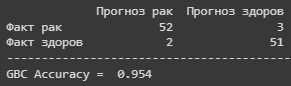 Прогноз рак Прогноз здоров
Факт рак 52 3
Факт здоров 2 51
----------------------------------------
GBC Accuracy = 0.954